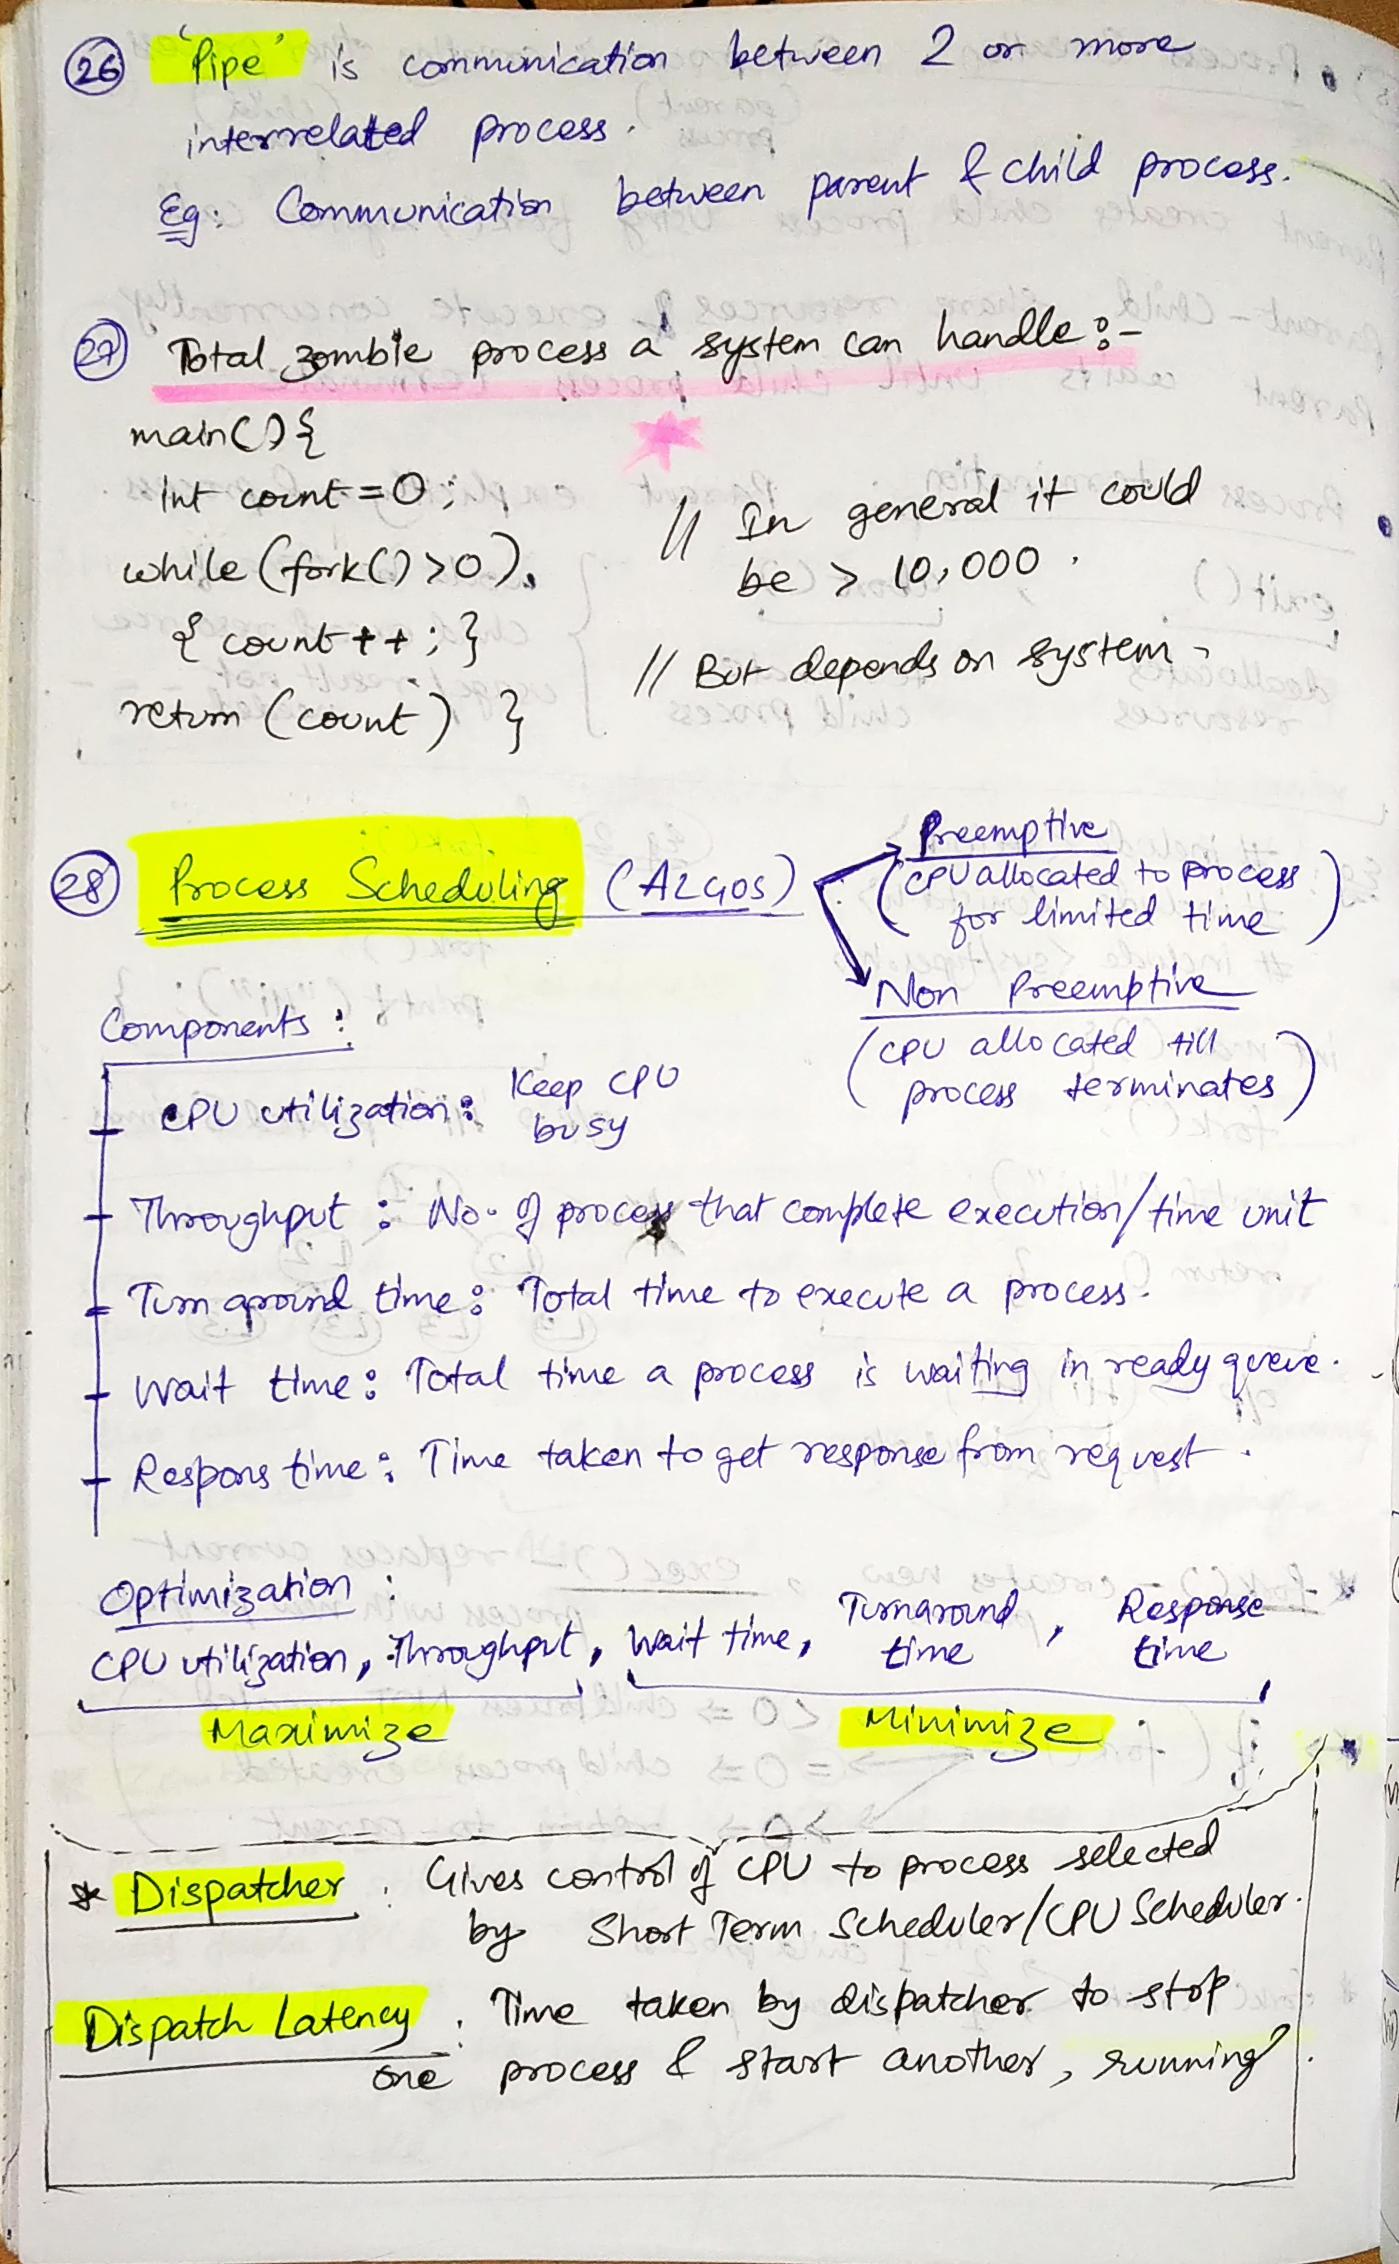 26 'Pipe' is communication between 2 or more
interrelated process.
Eg: Communication between parent & child process.
27 Total zombie process a system can handle :-
main() {
int count = 0;
while (fork() > 0)
{ count ++ ; }
return (count) }
// In general it could
be > 10,000 .
// But depends on system
28 Process Scheduling (ALGOS)
Preemptive
(CPU allocated to process
for limited time)
Non Preemptive
(CPU allocated till
process terminates)
Components :
CPU utilization : Keep CPU
busy
Throughput : No. of process that complete execution/time unit
Turn around time : Total time to execute a process.
Wait time : Total time a process is waiting in ready queue.
Respons time : Time taken to get response from request .
Optimization :
CPU utilization, Throughput, Wait time, Turnaround time , Response time
Maximize Minimize
* Dispatcher : Gives control of CPU to process selected
by Short Term Scheduler/CPU Scheduler.
Dispatch Latency : Time taken by dispatcher to stop
one process & start another, running .